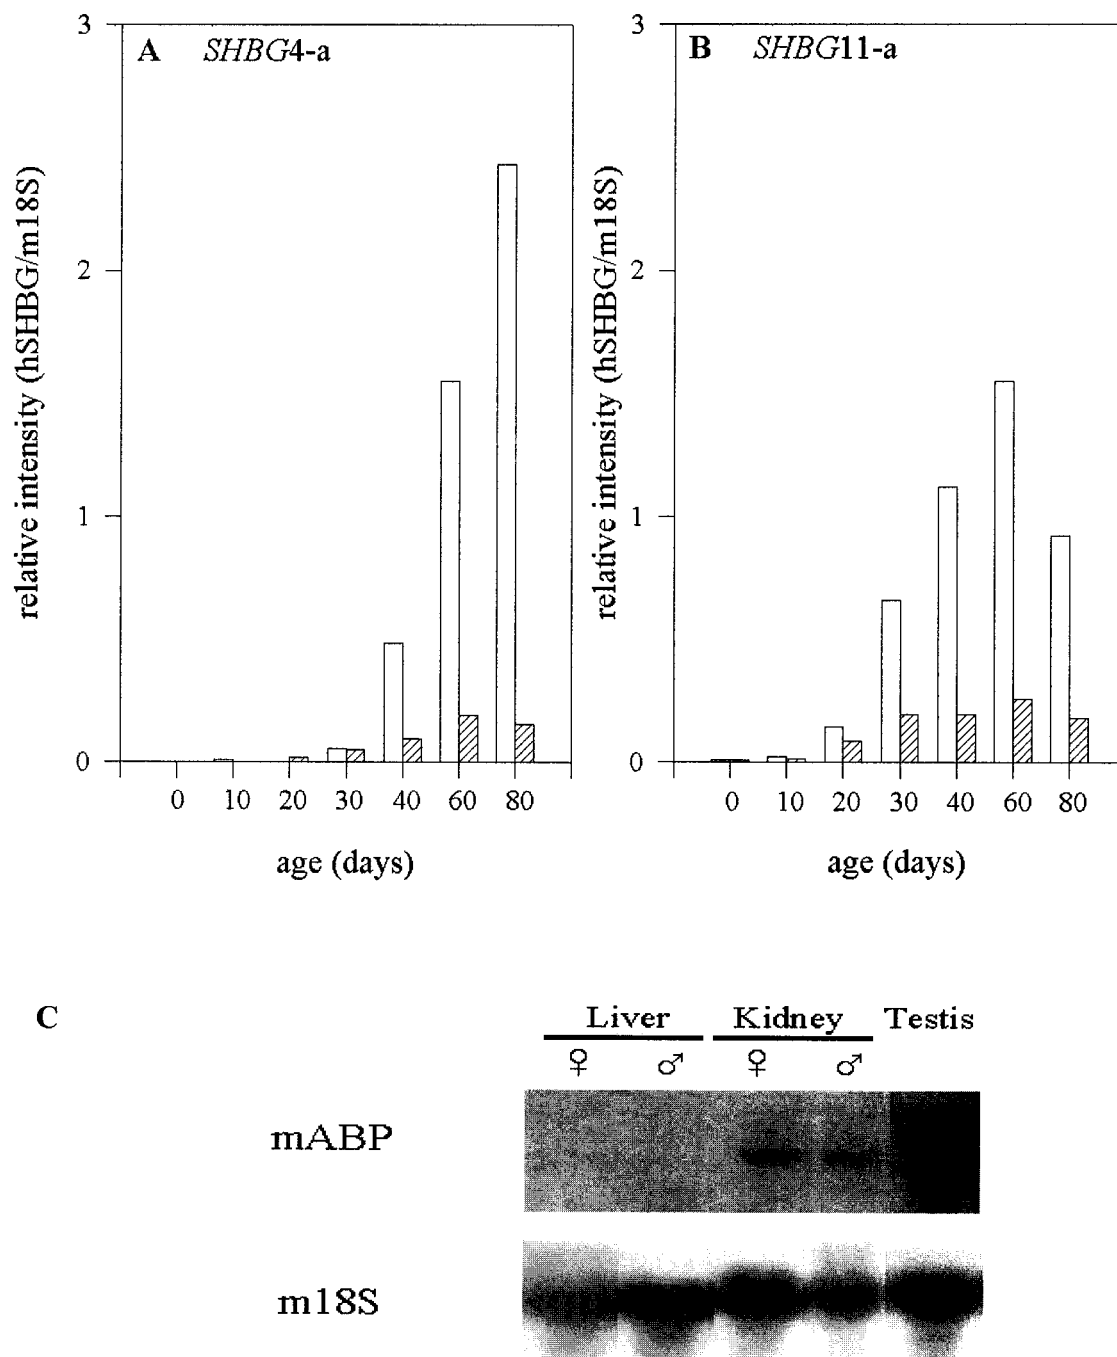 A SHBG4-a
3
2
1
0
relative intensity (hSHBG/m18S)
0 10 20 30 40 60 80
age (days)
B SHBG11-a
3
2
1
0
relative intensity (hSHBG/m18S)
0 10 20 30 40 60 80
age (days)
C
Liver Kidney Testis
♀ ♂ ♀ ♂
mABP
m18S